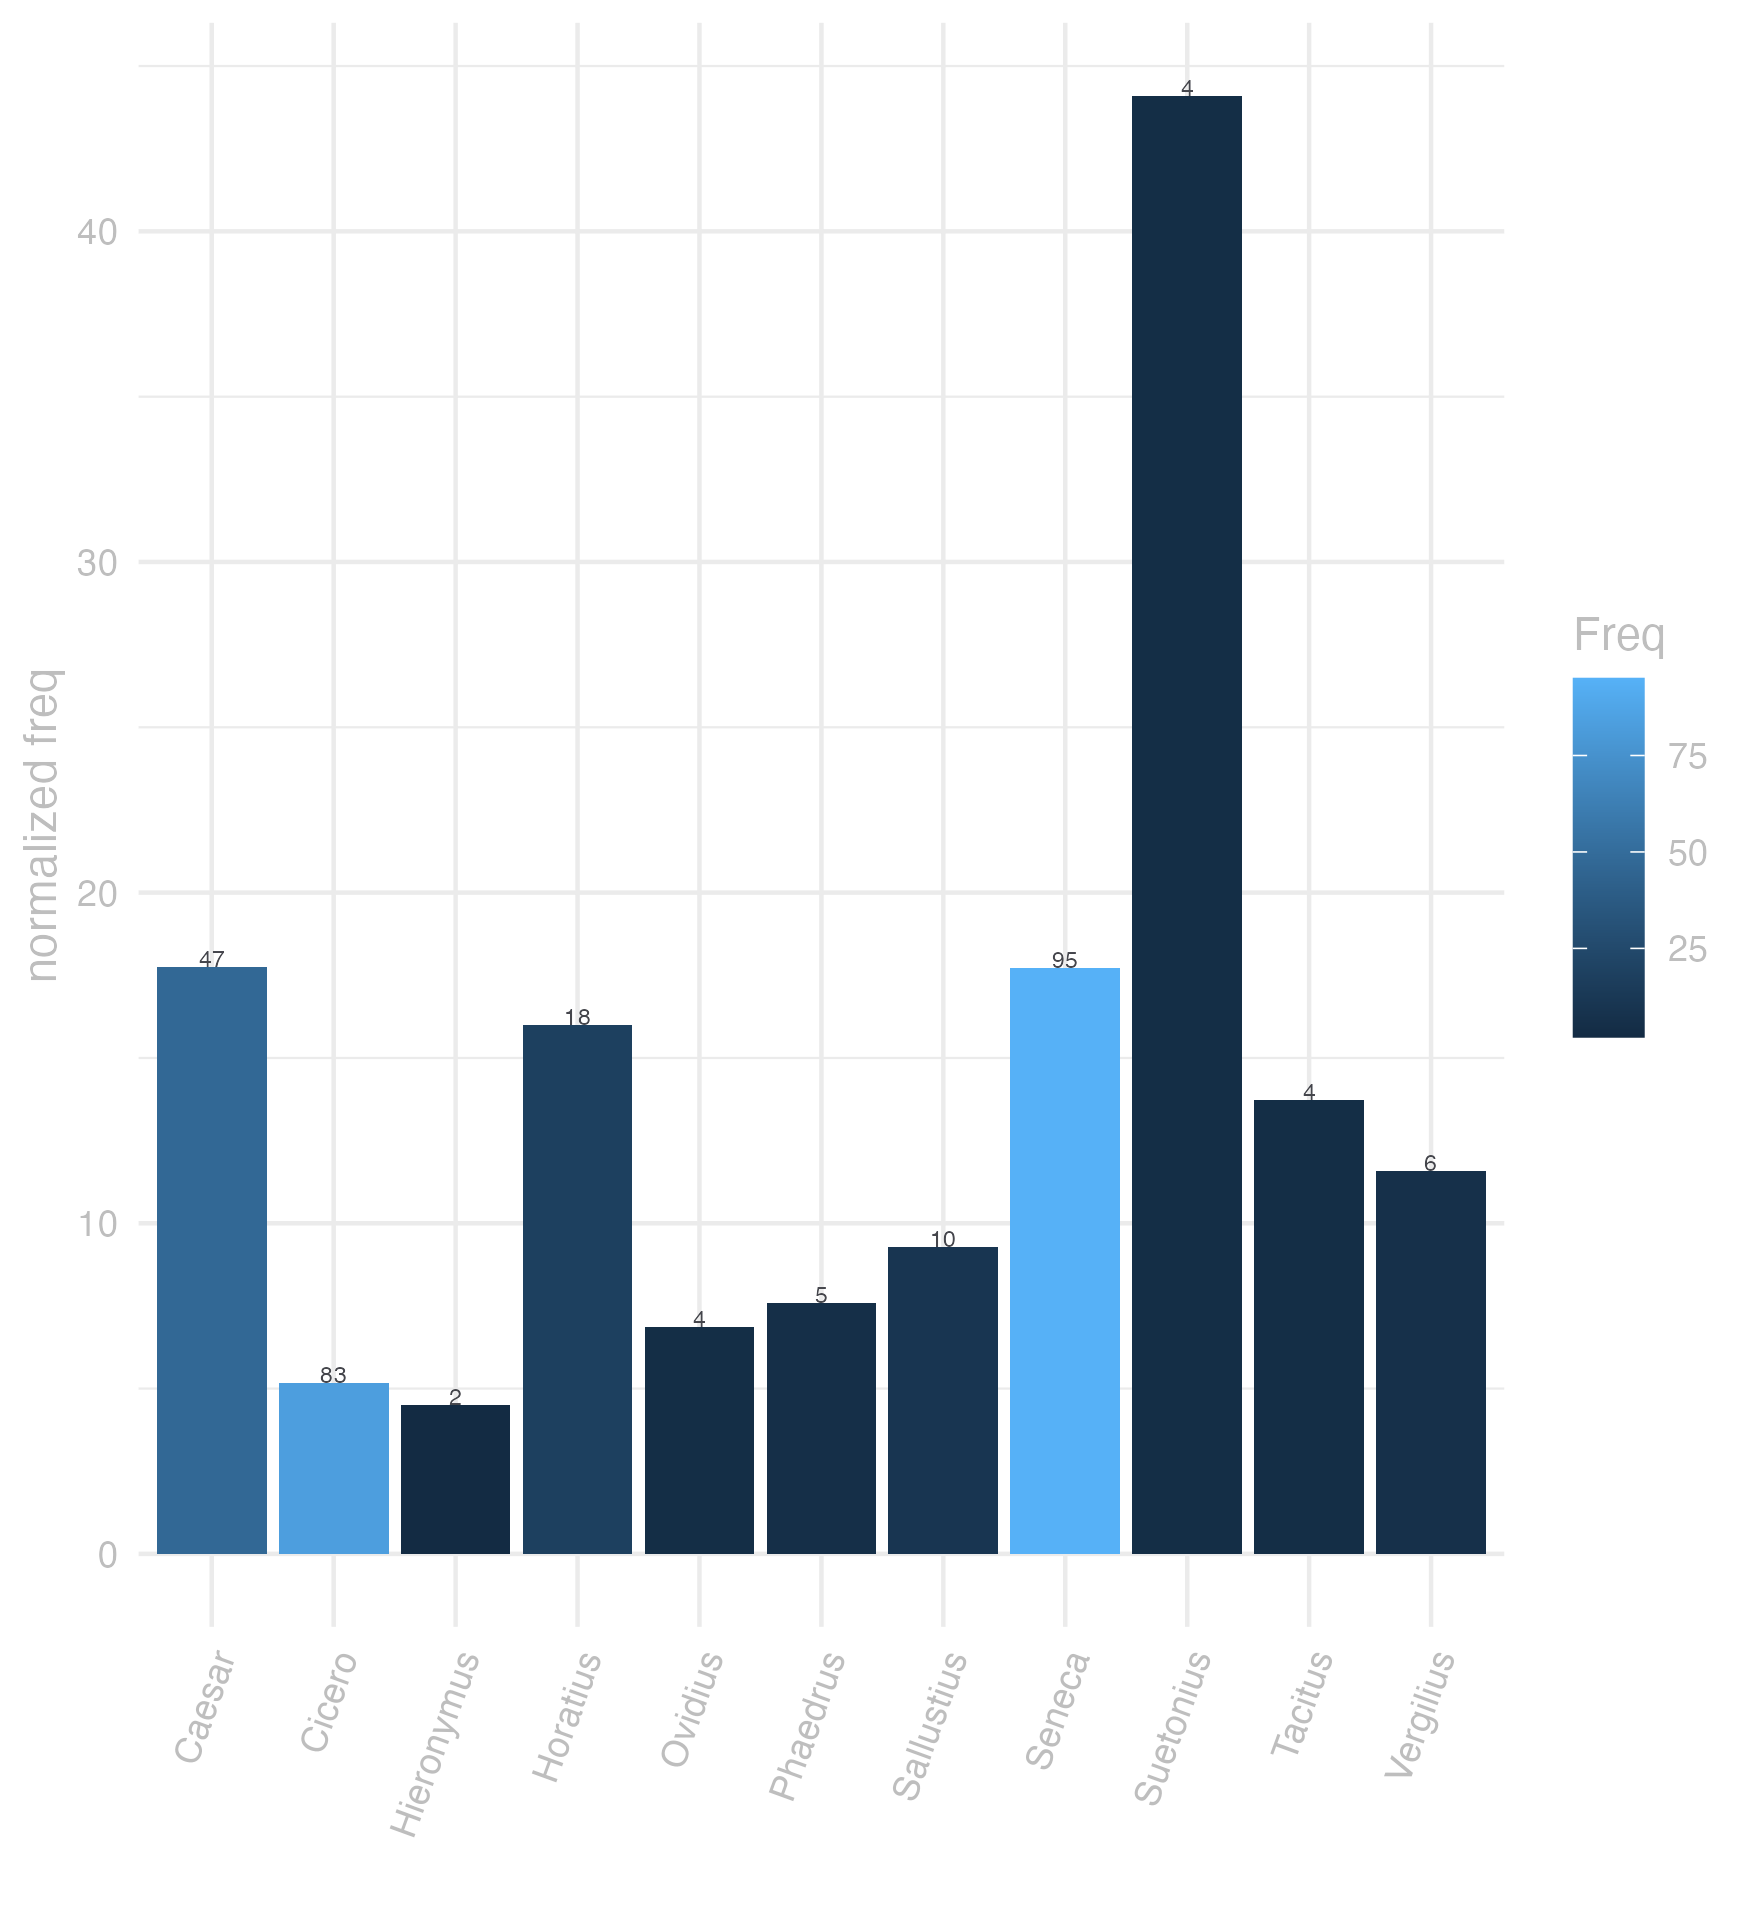 normalized freq
40
30
20
10
0
47
83
2
18
4
5
10
95
4
4
6
Caesar
Cicero
Hieronymus
Horatius
Ovidius
Phaedrus
Sallustius
Seneca
Suetonius
Tacitus
Vergilius
Freq
75
50
25